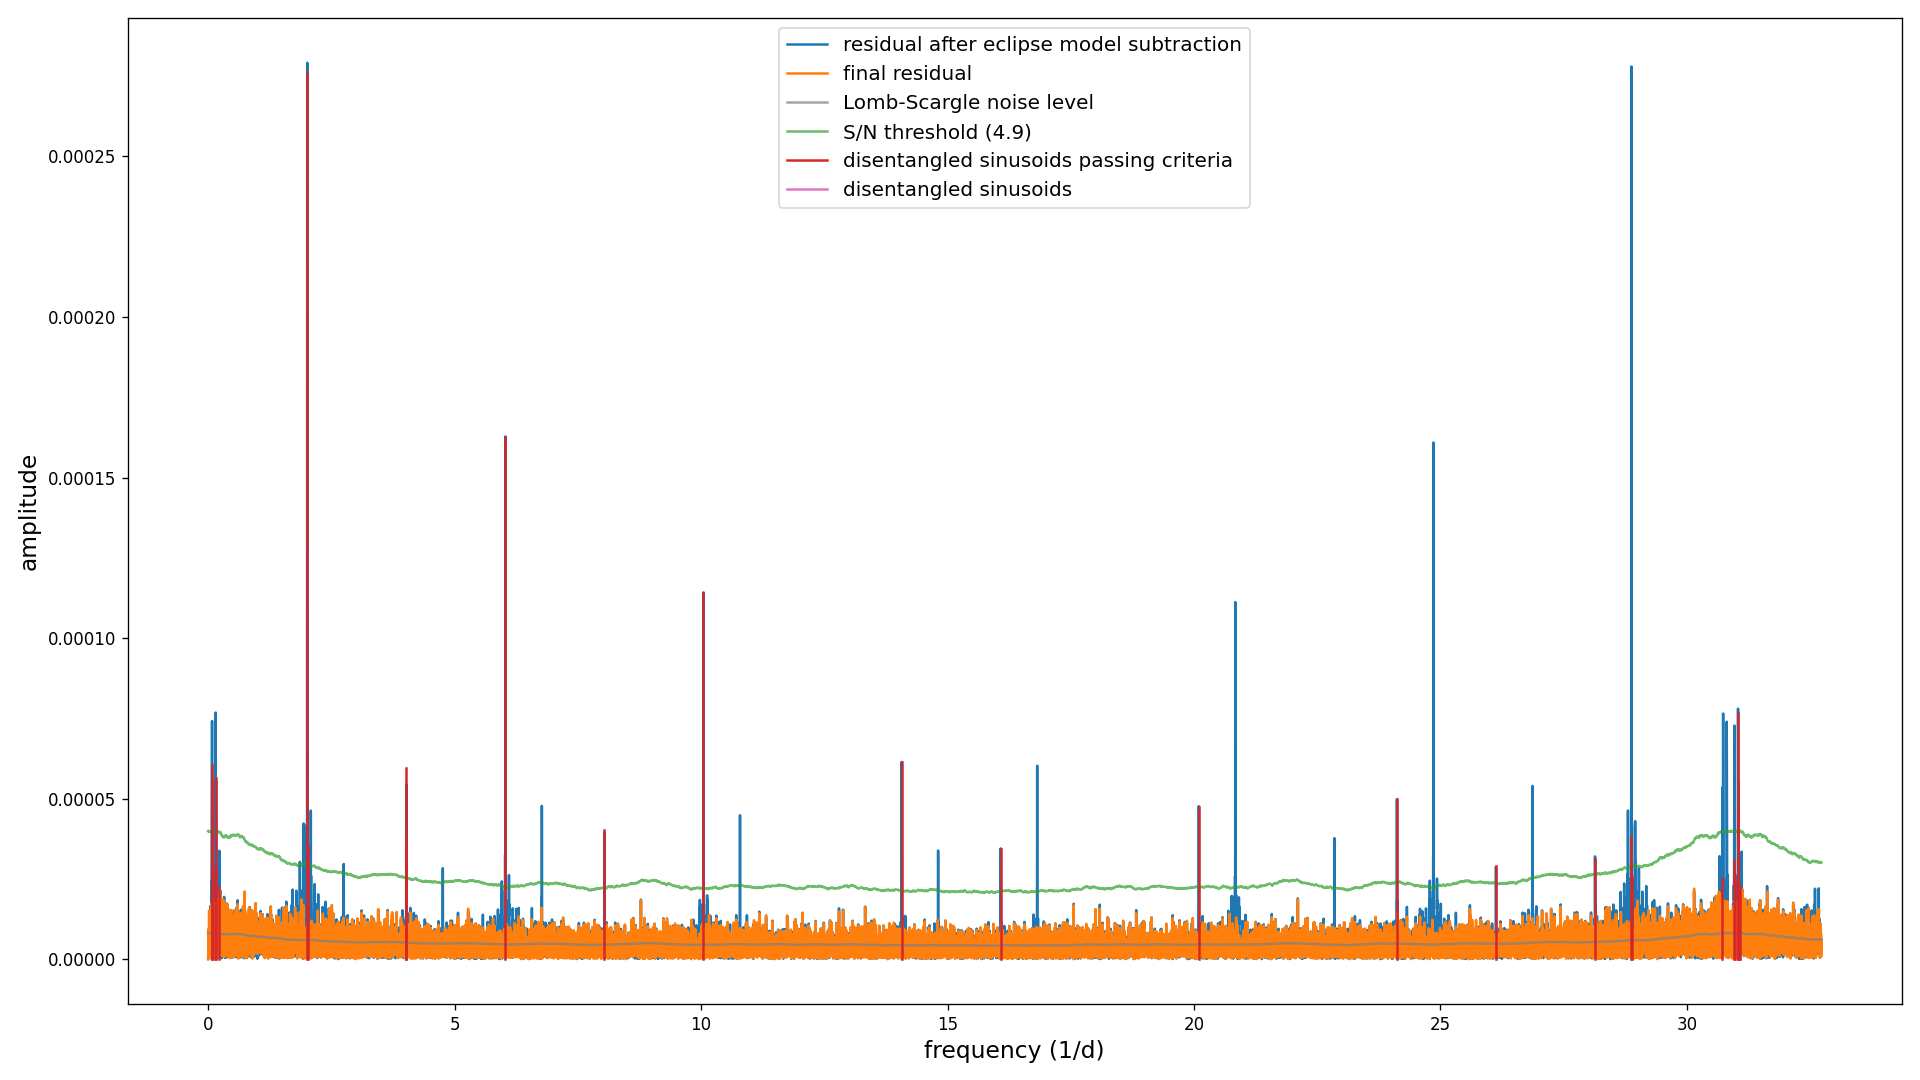 residual after eclipse model subtraction
final residual
Lomb-Scargle noise level
S/N threshold (4.9)
disentangled sinusoids passing criteria
disentangled sinusoids
amplitude
0.00025
0.00020
0.00015
0.00010
0.00005
0.00000
0 5 10 15 20 25 30
frequency (1/d)